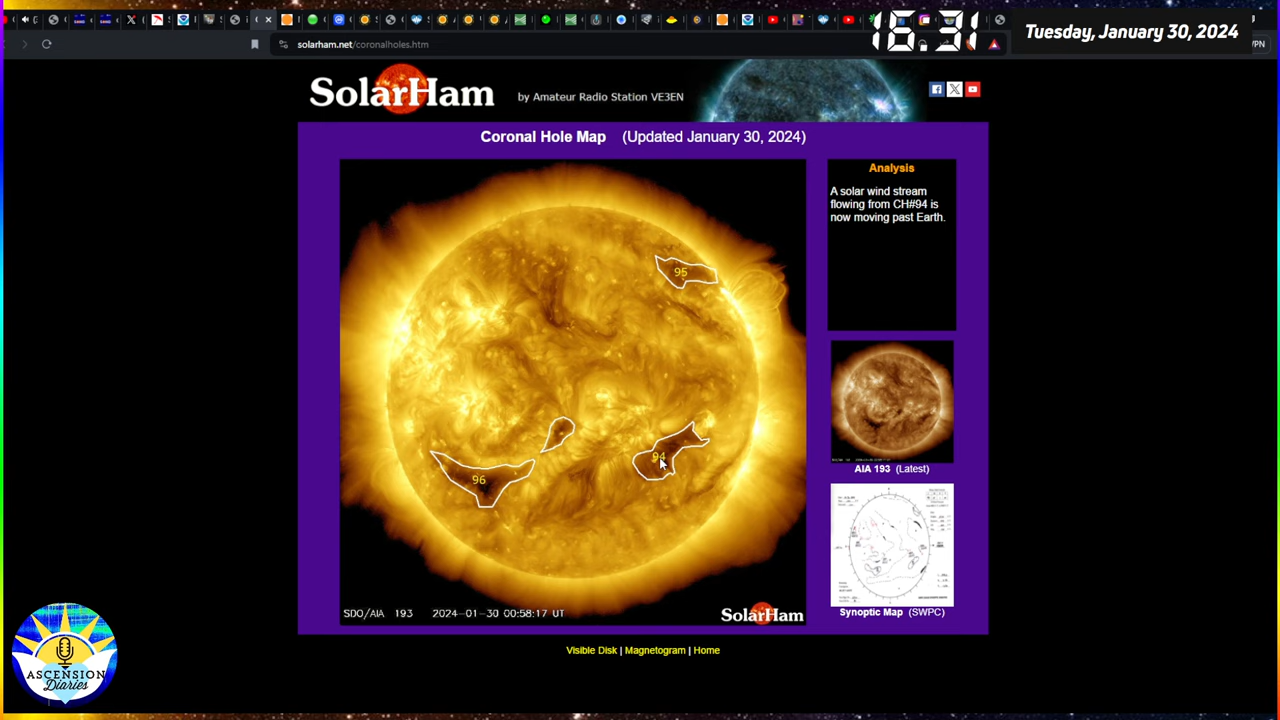 16:31
Tuesday, January 30, 2024
solarham.net/coronalholes.htm
VPN
SolarHam
by Amateur Radio Station VE3EN
Coronal Hole Map (Updated January 30, 2024)
Analysis
A solar wind stream
flowing from CH#94 is
now moving past Earth.
95
94
96
SDO/AIA 193 2024-01-30 00:58:17 UT
SolarHam
AIA 193 (Latest)
Synoptic Map (SWPC)
Visible Disk | Magnetogram | Home
ASCENSION
Diaries